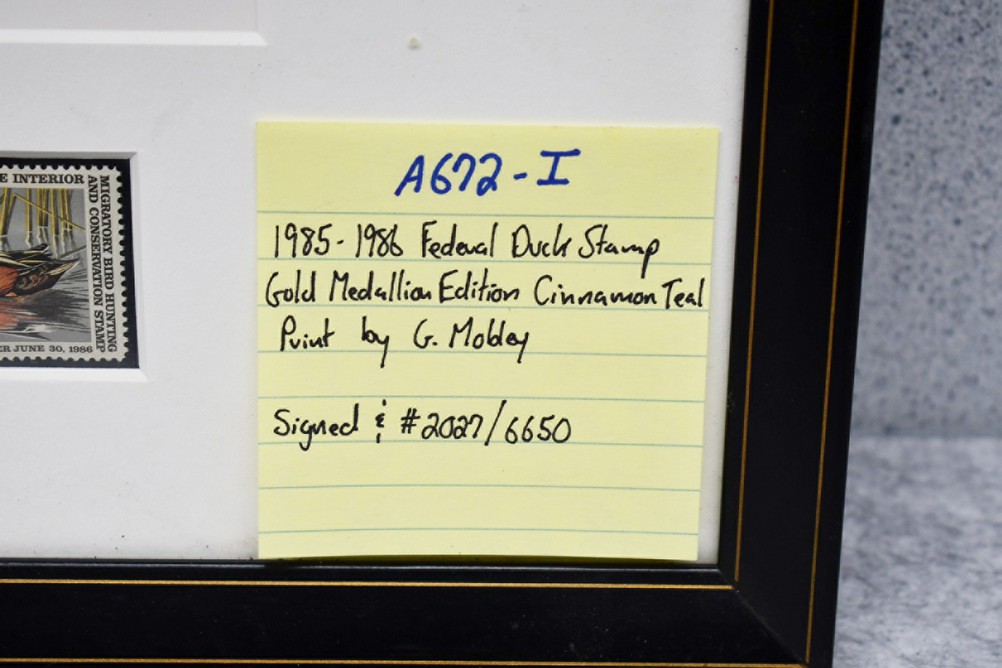 E INTERIOR
MIGRATORY BIRD HUNTING
AND CONSERVATION STAMP
ER JUNE 30, 1986
A672-I
1985-1986 Federal Duck Stamp
Gold Medallion Edition Cinnamon Teal
Print by G. Mobley
Signed & #2027/6650